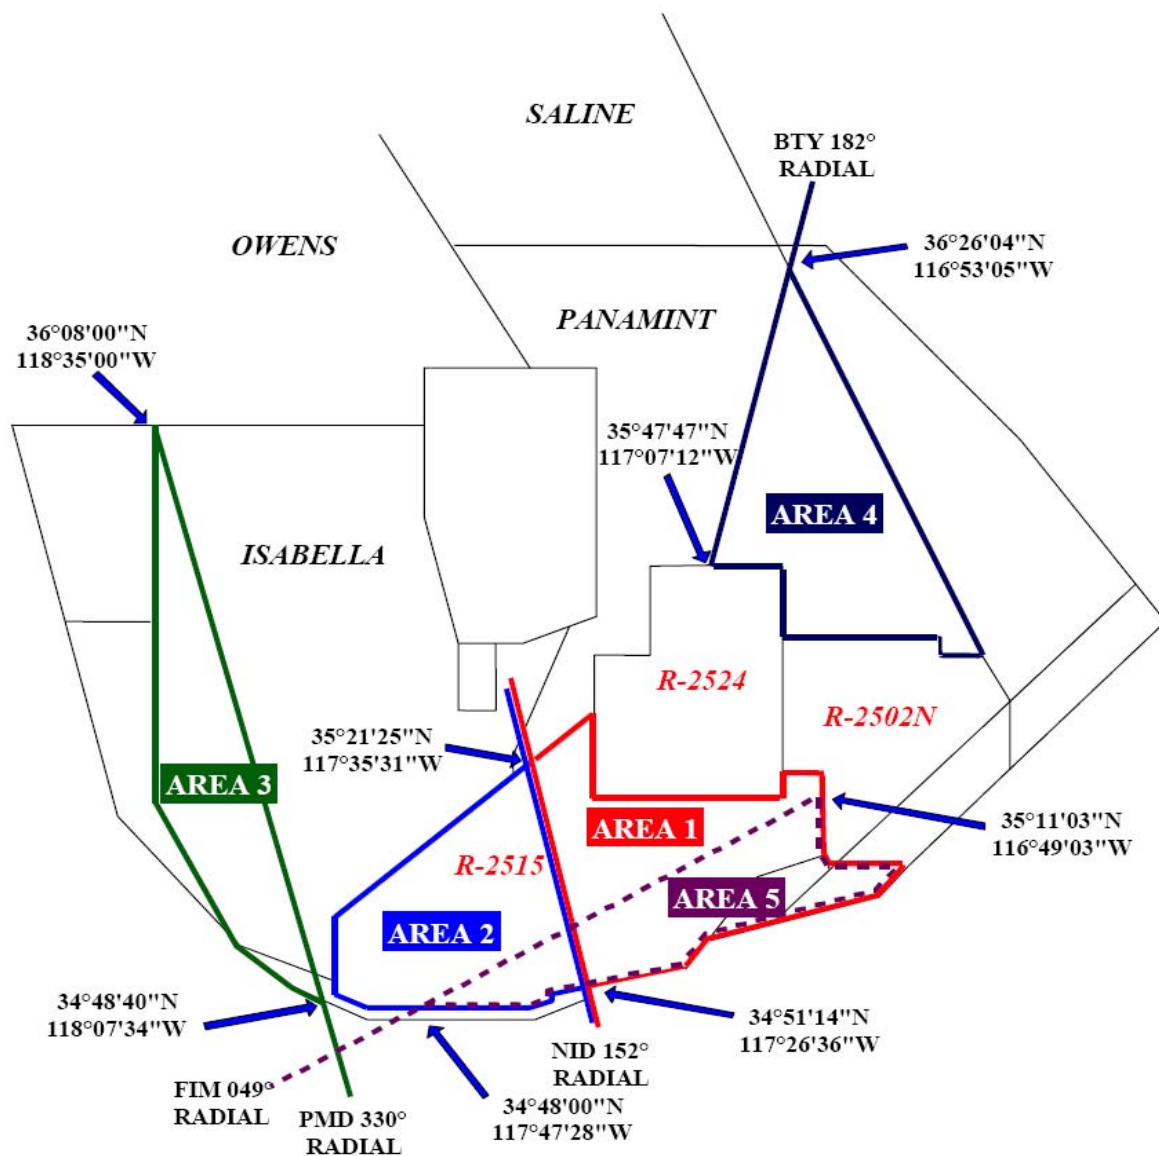 SALINE
BTY 182°
RADIAL
OWENS
36°26'04"N
116°53'05"W
PANAMINT
36°08'00"N
118°35'00"W
35°47'47"N
117°07'12"W
AREA 4
ISABELLA
R-2524
R-2502N
35°21'25"N
117°35'31"W
AREA 3
AREA 1
35°11'03"N
116°49'03"W
R-2515
AREA 5
AREA 2
34°48'40"N
118°07'34"W
34°51'14"N
117°26'36"W
NID 152°
RADIAL
FIM 049°
RADIAL
34°48'00"N
117°47'28"W
PMD 330°
RADIAL